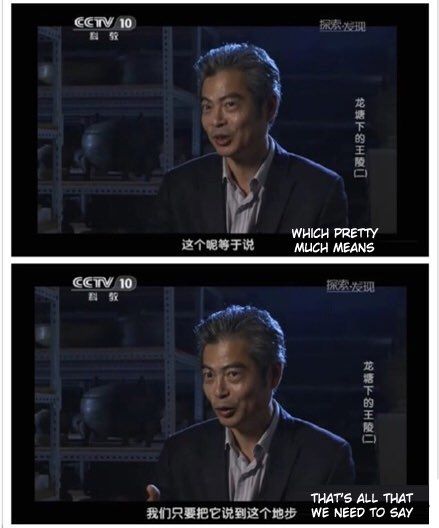 CCTV 10
科教
探索·发现
龙塘下的王陵(二)
这个呢等于说
WHICH PRETTY
MUCH MEANS
CCTV 10
科教
探索·发现
龙塘下的王陵(二)
我们只要把它说到这个地步
THAT'S ALL THAT
WE NEED TO SAY